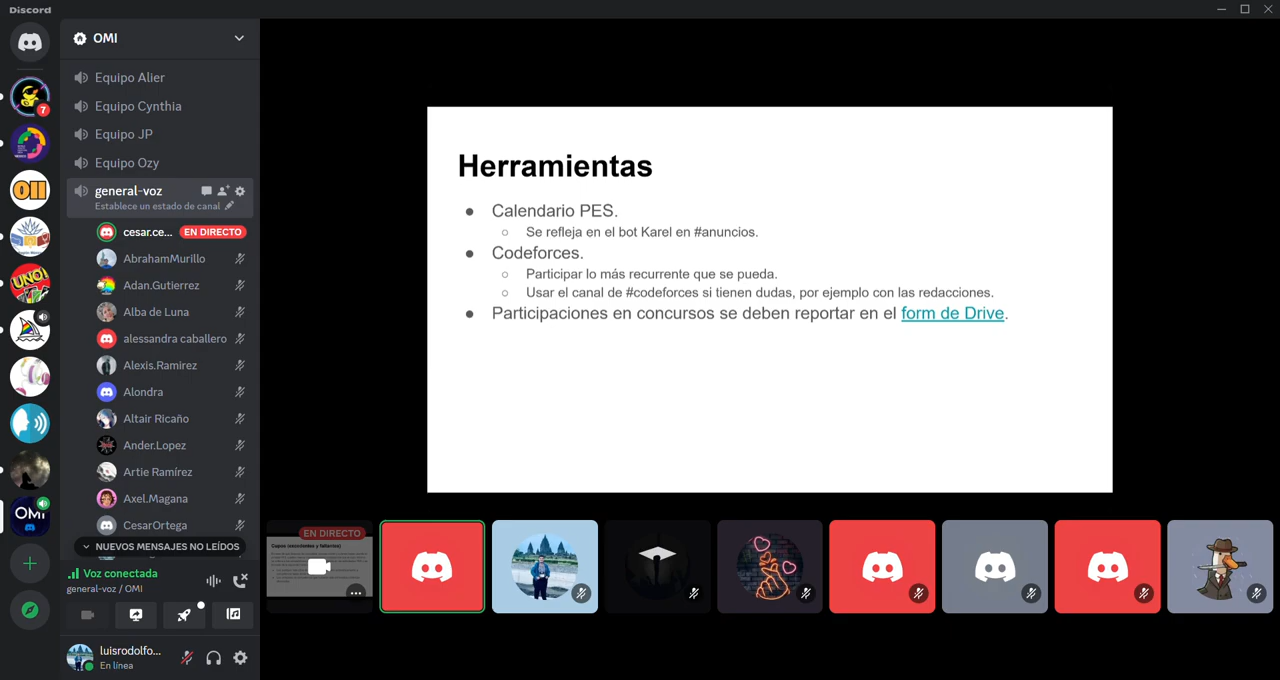 Discord
OMI
Equipo Alier
Equipo Cynthia
Equipo JP
Equipo Ozy
general-voz
Establece un estado de canal
cesar.ce... EN DIRECTO
AbrahamMurillo
Adan.Gutierrez
Alba de Luna
alessandra caballero
Alexis.Ramirez
Alondra
Altair Ricaño
Ander.Lopez
Artie Ramírez
Axel.Magana
CesarOrtega
NUEVOS MENSAJES NO LEÍDOS
Voz conectada
general-voz / OMI
luisrodolfo...
En línea
7
OII
UNO!
OMI
Herramientas
Calendario PES.
Se refleja en el bot Karel en #anuncios.
Codeforces.
Participar lo más recurrente que se pueda.
Usar el canal de #codeforces si tienen dudas, por ejemplo con las redacciones.
Participaciones en concursos se deben reportar en el form de Drive.
EN DIRECTO